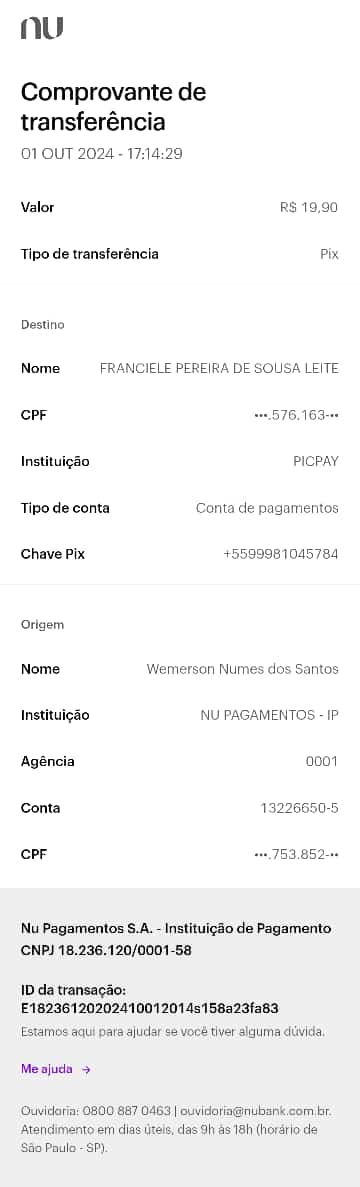 nu
Comprovante de
transferência
01 OUT 2024 - 17:14:29
Valor R$ 19,90
Tipo de transferência Pix
Destino
Nome FRANCIELE PEREIRA DE SOUSA LEITE
CPF •••.576.163-••
Instituição PICPAY
Tipo de conta Conta de pagamentos
Chave Pix +5599981045784
Origem
Nome Wemerson Numes dos Santos
Instituição NU PAGAMENTOS - IP
Agência 0001
Conta 13226650-5
CPF •••.753.852-••
Nu Pagamentos S.A. - Instituição de Pagamento
CNPJ 18.236.120/0001-58
ID da transação:
E18236120202410012014s158a23fa83
Estamos aqui para ajudar se você tiver alguma dúvida.
Me ajuda →
Ouvidoria: 0800 887 0463 | ouvidoria@nubank.com.br.
Atendimento em dias úteis, das 9h às 18h (horário de
São Paulo - SP).